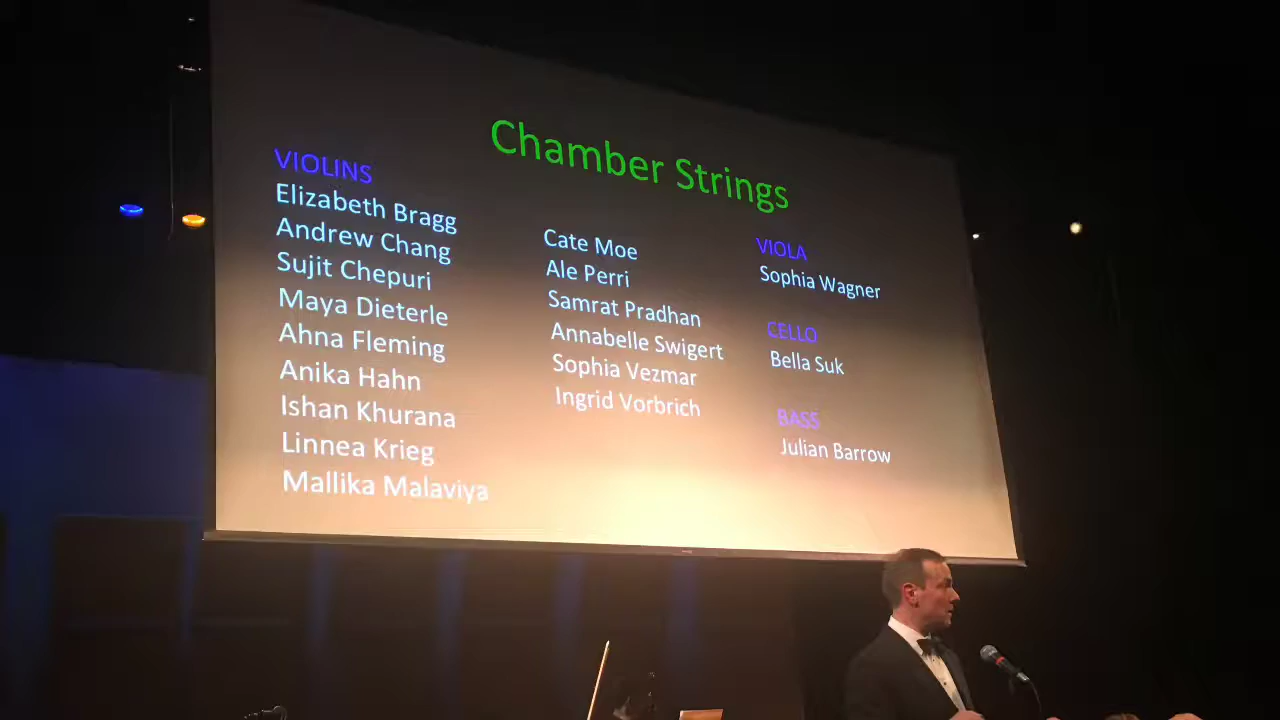 Chamber Strings
VIOLINS
Elizabeth Bragg
Andrew Chang
Sujit Chepuri
Maya Dieterle
Ahna Fleming
Anika Hahn
Ishan Khurana
Linnea Krieg
Mallika Malaviya
Cate Moe
Ale Perri
Samrat Pradhan
Annabelle Swigert
Sophia Vezmar
Ingrid Vorbrich
VIOLA
Sophia Wagner
CELLO
Bella Suk
BASS
Julian Barrow